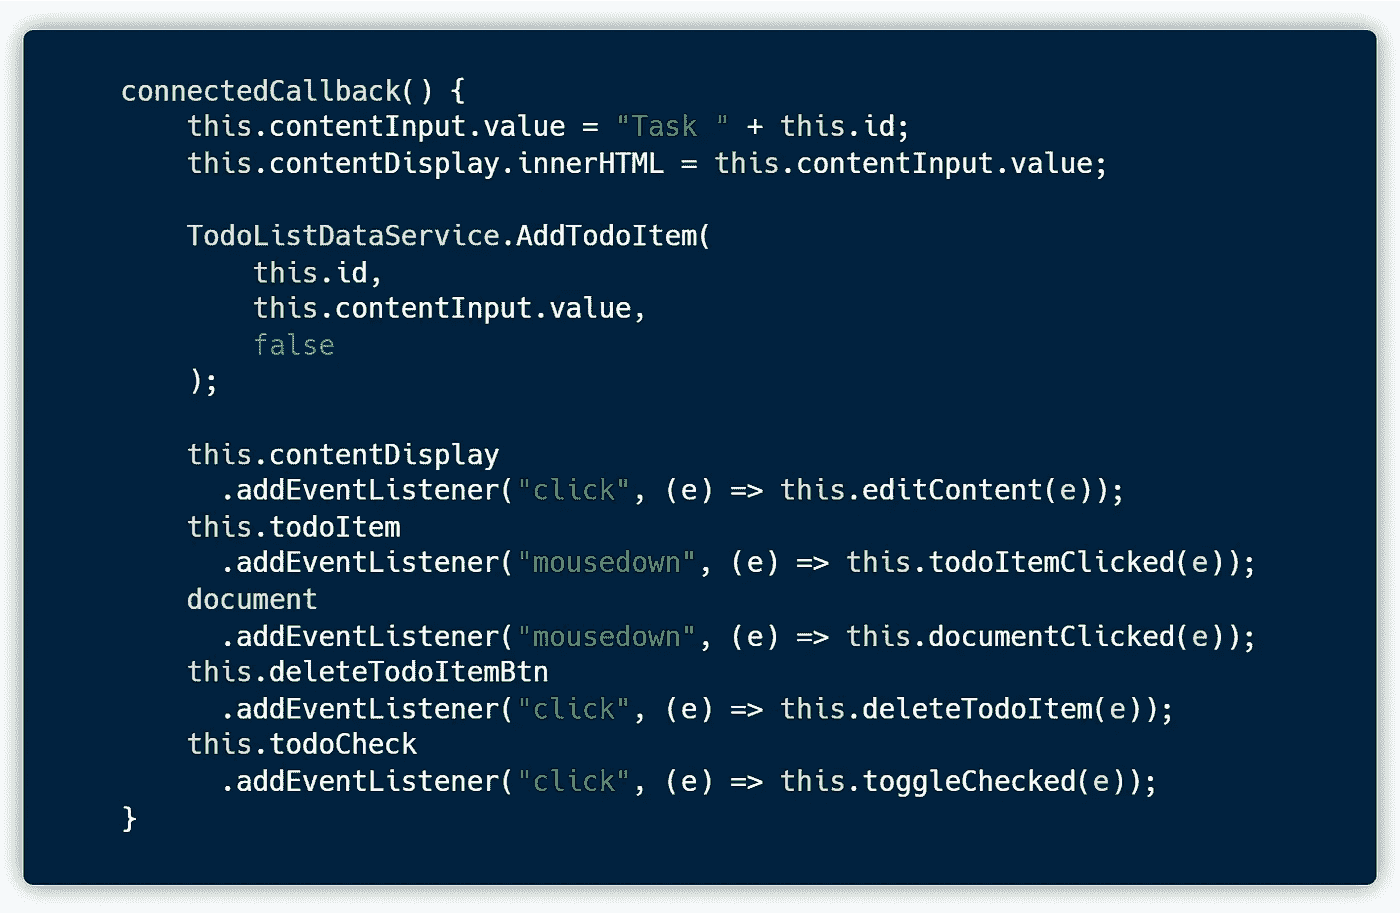 connectedCallback() {
    this.contentInput.value = "Task " + this.id;
    this.contentDisplay.innerHTML = this.contentInput.value;

    TodoListDataService.AddTodoItem(
        this.id,
        this.contentInput.value,
        false
    );

    this.contentDisplay
      .addEventListener("click", (e) => this.editContent(e));
    this.todoItem
      .addEventListener("mousedown", (e) => this.todoItemClicked(e));
    document
      .addEventListener("mousedown", (e) => this.documentClicked(e));
    this.deleteTodoItemBtn
      .addEventListener("click", (e) => this.deleteTodoItem(e));
    this.todoCheck
      .addEventListener("click", (e) => this.toggleChecked(e));
}